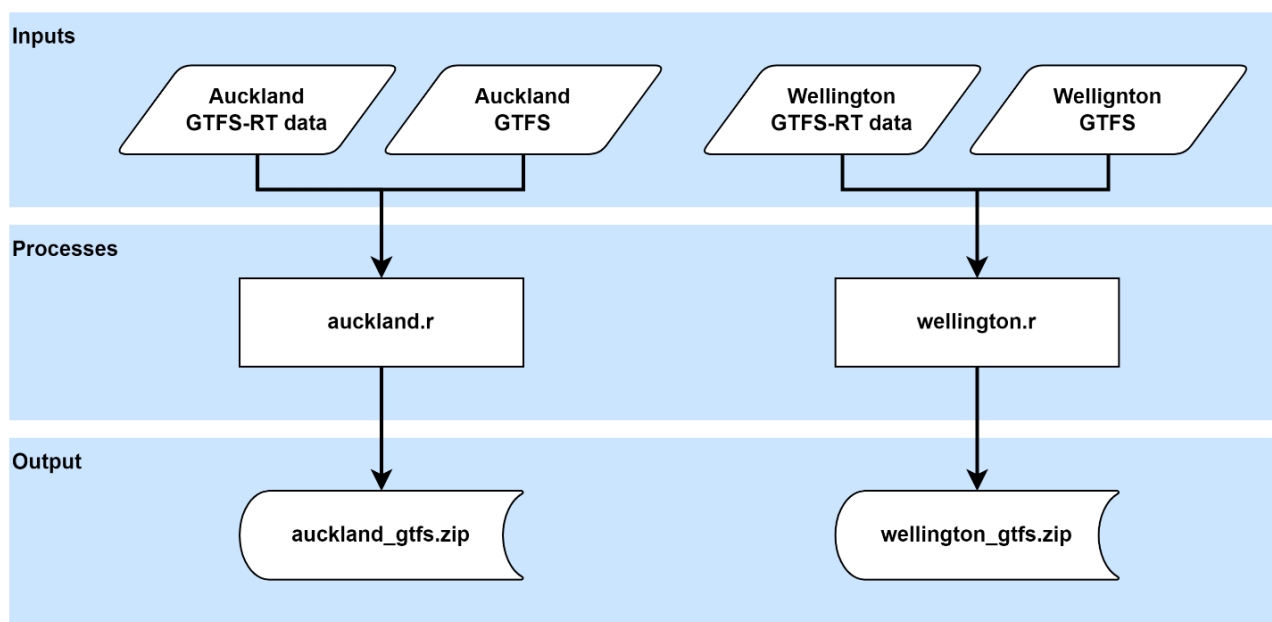 Inputs
Auckland
GTFS-RT data
Auckland
GTFS
Wellington
GTFS-RT data
Wellignton
GTFS
Processes
auckland.r
wellington.r
Output
auckland_gtfs.zip
wellington_gtfs.zip